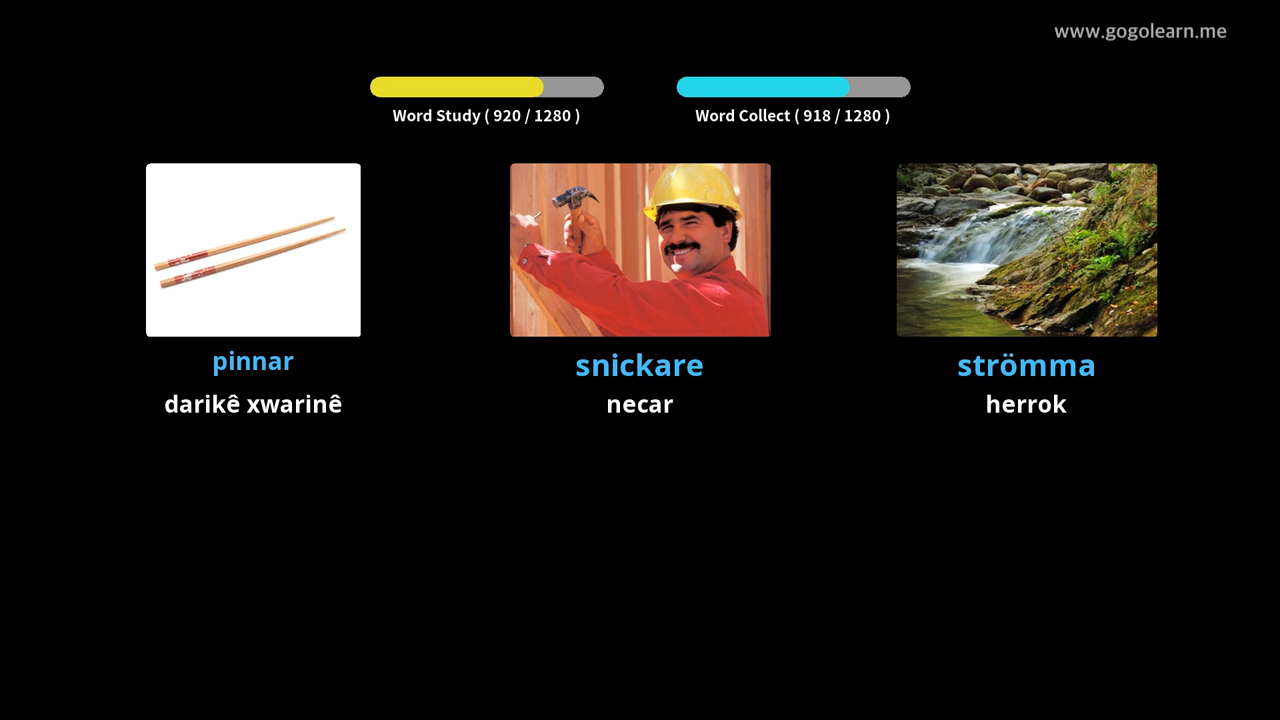 www.gogolearn.me
Word Study ( 920 / 1280 )
Word Collect ( 918 / 1280 )
pinnar
snickare
strömma
darikê xwarinê
necar
herrok